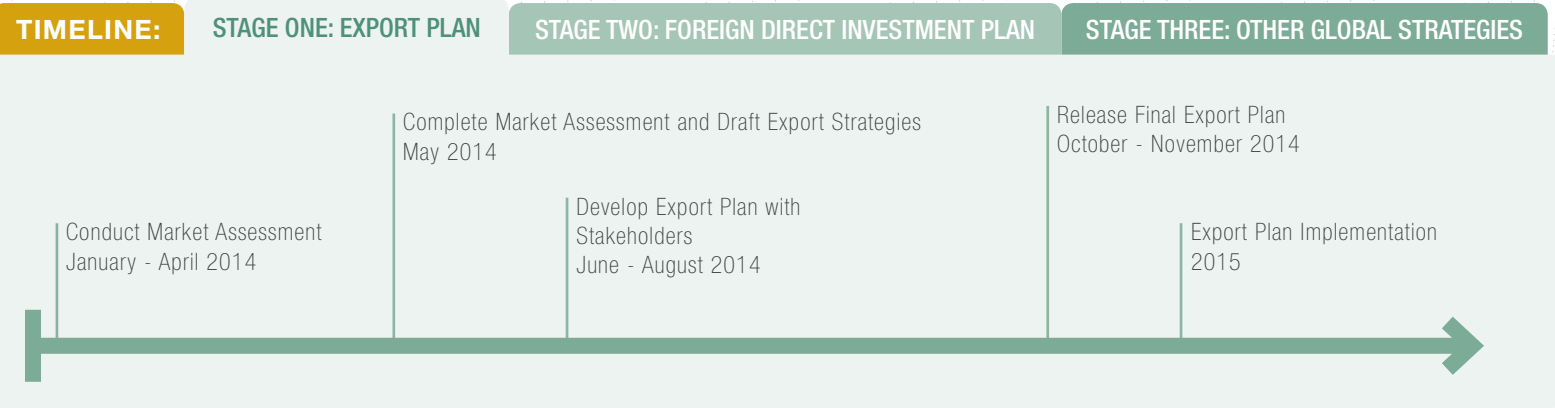 TIMELINE:
STAGE ONE: EXPORT PLAN
STAGE TWO: FOREIGN DIRECT INVESTMENT PLAN
STAGE THREE: OTHER GLOBAL STRATEGIES
Conduct Market Assessment
January - April 2014
Complete Market Assessment and Draft Export Strategies
May 2014
Develop Export Plan with
Stakeholders
June - August 2014
Release Final Export Plan
October - November 2014
Export Plan Implementation
2015